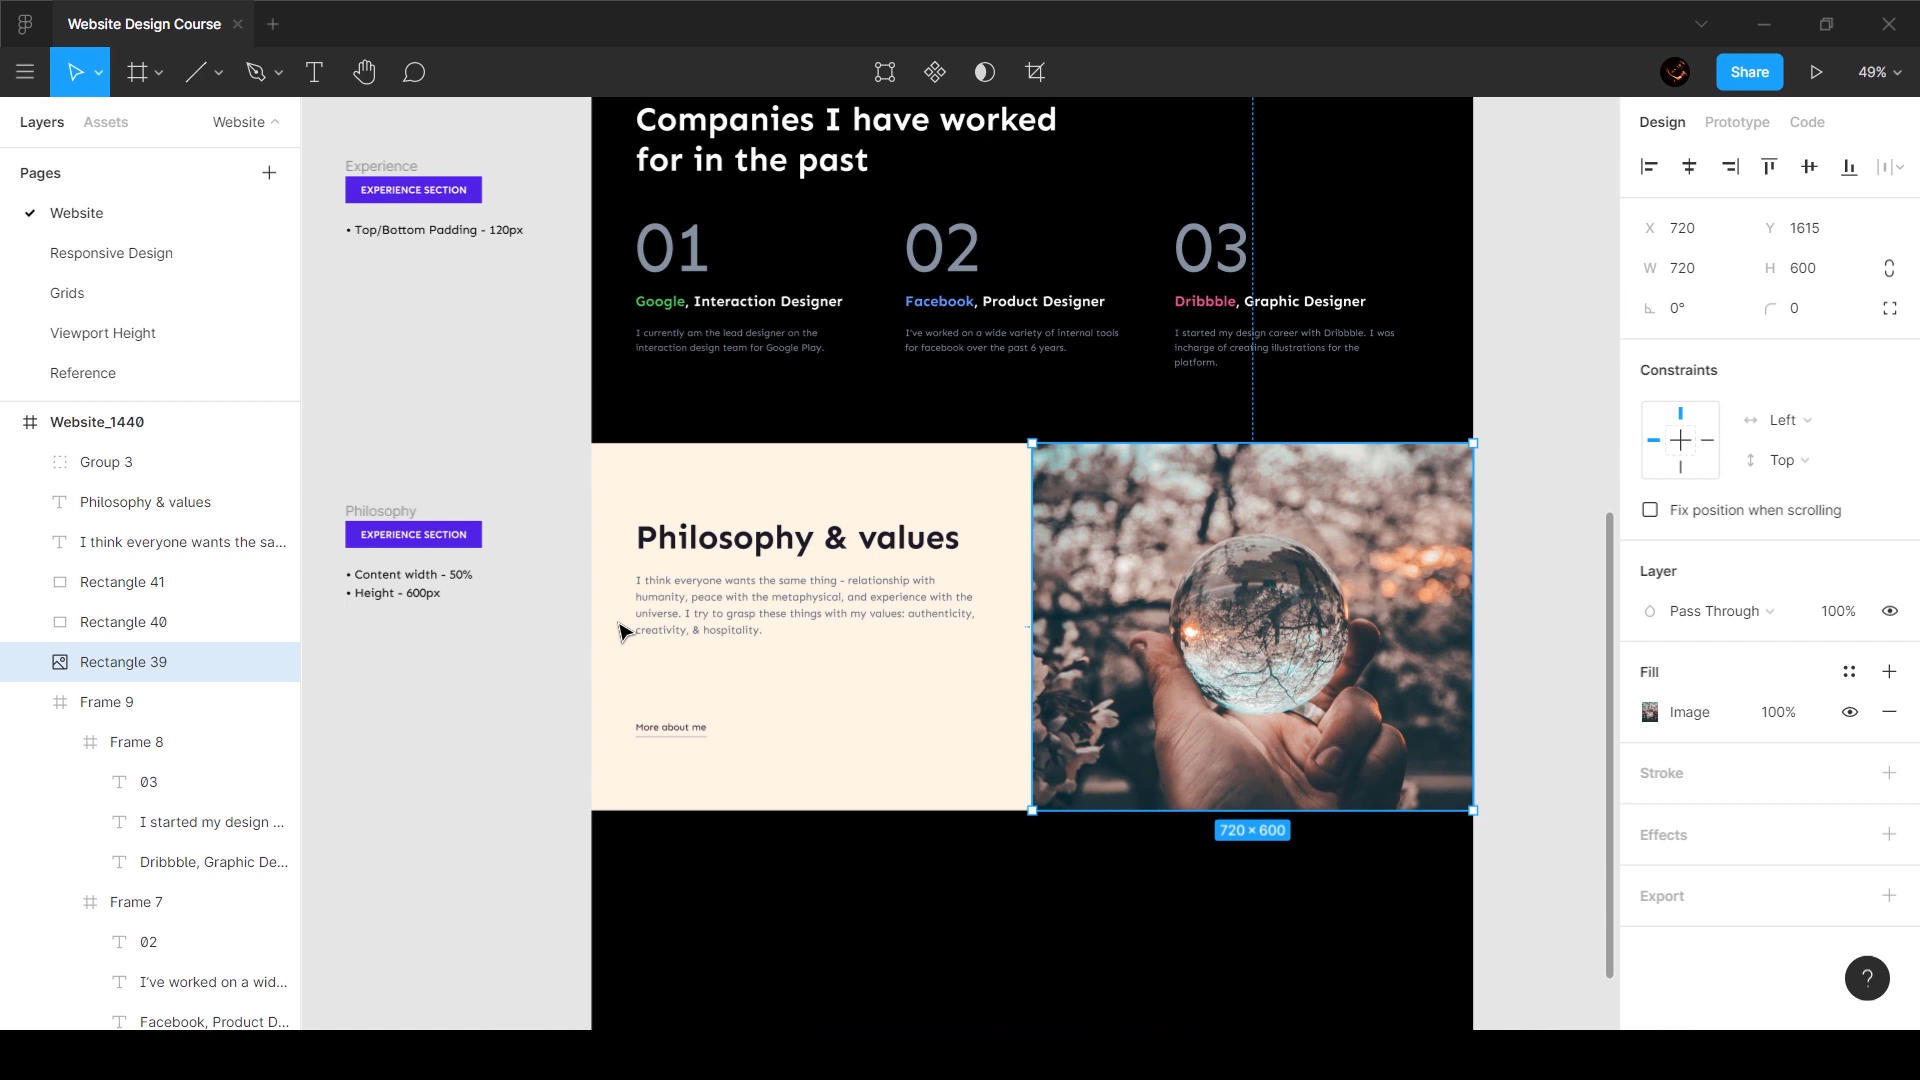 Website Design Course
Share
49%
Layers
Assets
Website
Pages
Website
Responsive Design
Grids
Viewport Height
Reference
Website_1440
Group 3
Philosophy & values
I think everyone wants the sa...
Rectangle 41
Rectangle 40
Rectangle 39
Frame 9
Frame 8
03
I started my design ...
Dribbble, Graphic De...
Frame 7
02
I've worked on a wid...
Facebook, Product D...
Experience
EXPERIENCE SECTION
• Top/Bottom Padding - 120px
Philosophy
EXPERIENCE SECTION
• Content width - 50%
• Height - 600px
Companies I have worked
for in the past
01
Google, Interaction Designer
I currently am the lead designer on the
interaction design team for Google Play.
02
Facebook, Product Designer
I've worked on a wide variety of internal tools
for facebook over the past 6 years.
03
Dribbble, Graphic Designer
I started my design career with Dribbble. I was
incharge of creating illustrations for the
platform.
Philosophy & values
I think everyone wants the same thing - relationship with
humanity, peace with the metaphysical, and experience with the
universe. I try to grasp these things with my values: authenticity,
creativity, & hospitality.
More about me
720 × 600
Design
Prototype
Code
X 720
Y 1615
W 720
H 600
0°
0
Constraints
Left
Top
Fix position when scrolling
Layer
Pass Through
100%
Fill
Image
100%
Stroke
Effects
Export
?